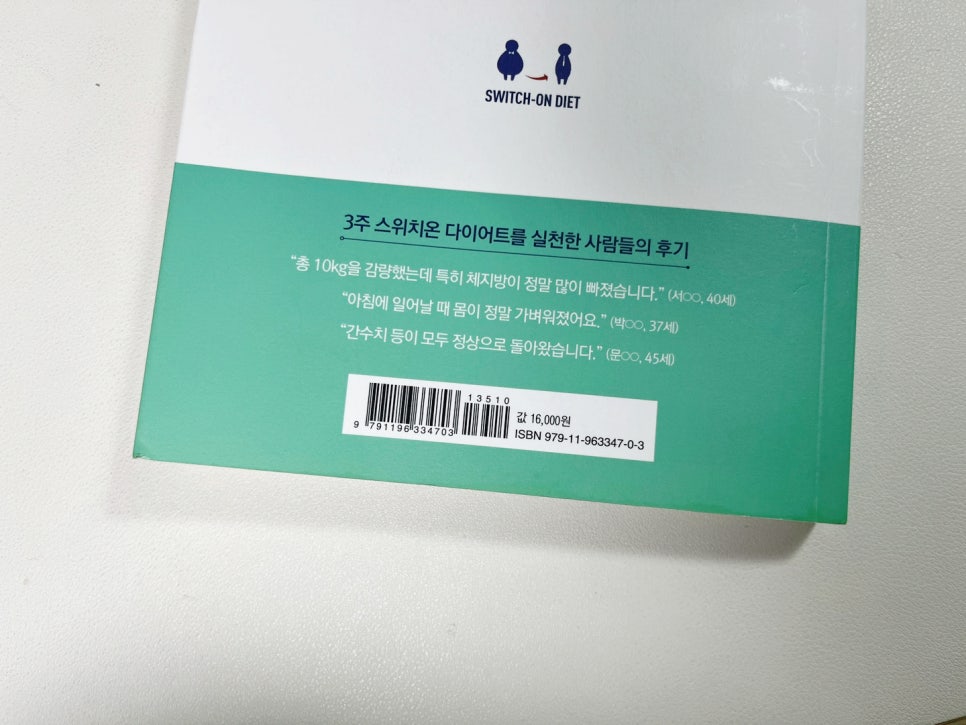 SWITCH-ON DIET
3주 스위치온 다이어트를 실천한 사람들의 후기
“총 10kg을 감량했는데 특히 체지방이 정말 많이 빠졌습니다.” (서○○, 40세)
“아침에 일어날 때 몸이 정말 가벼워졌어요.” (박○○, 37세)
“간수치 등이 모두 정상으로 돌아왔습니다.” (문○○, 45세)
13510
9 791196 334703
값 16,000원
ISBN 979-11-963347-0-3